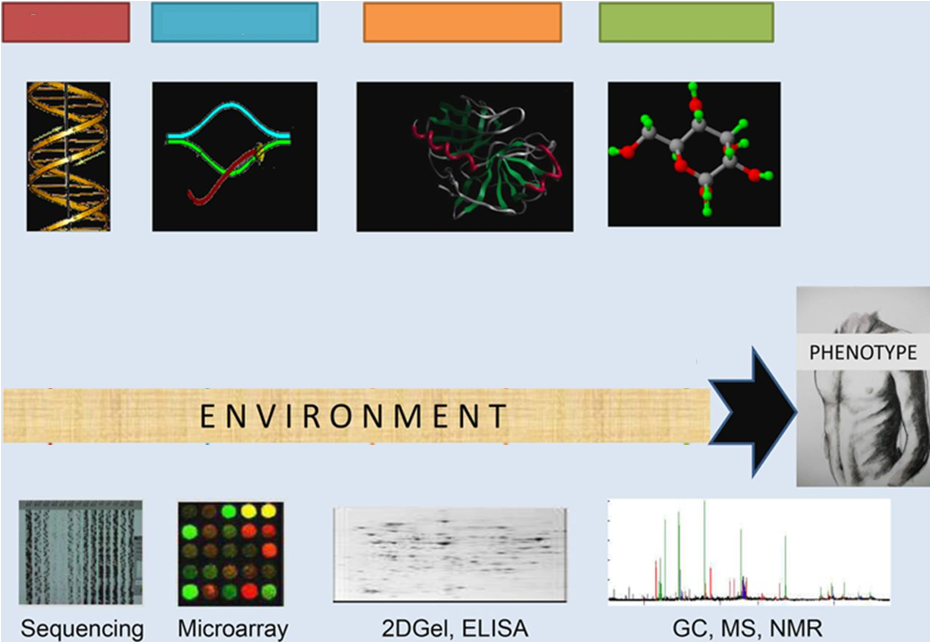 PHENOTYPE
ENVIRONMENT
Sequencing
Microarray
2DGel, ELISA
GC, MS, NMR